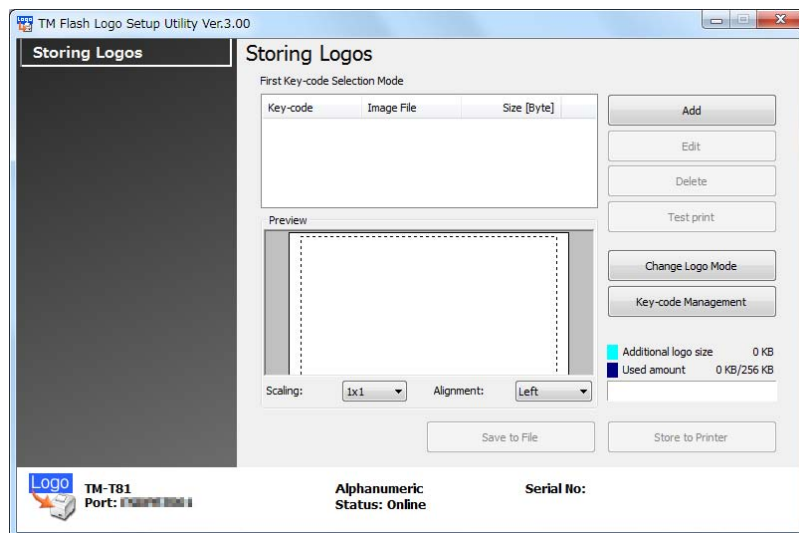 TM Flash Logo Setup Utility Ver.3.00
Storing Logos
Storing Logos
First Key-code Selection Mode
Key-code Image File Size [Byte]
Add
Edit
Delete
Test print
Preview
Change Logo Mode
Key-code Management
Additional logo size 0 KB
Used amount 0 KB/256 KB
Scaling: 1x1 Alignment: Left
Save to File Store to Printer
Logo
TM-T81 Alphanumeric Serial No:
Port: Status: Online